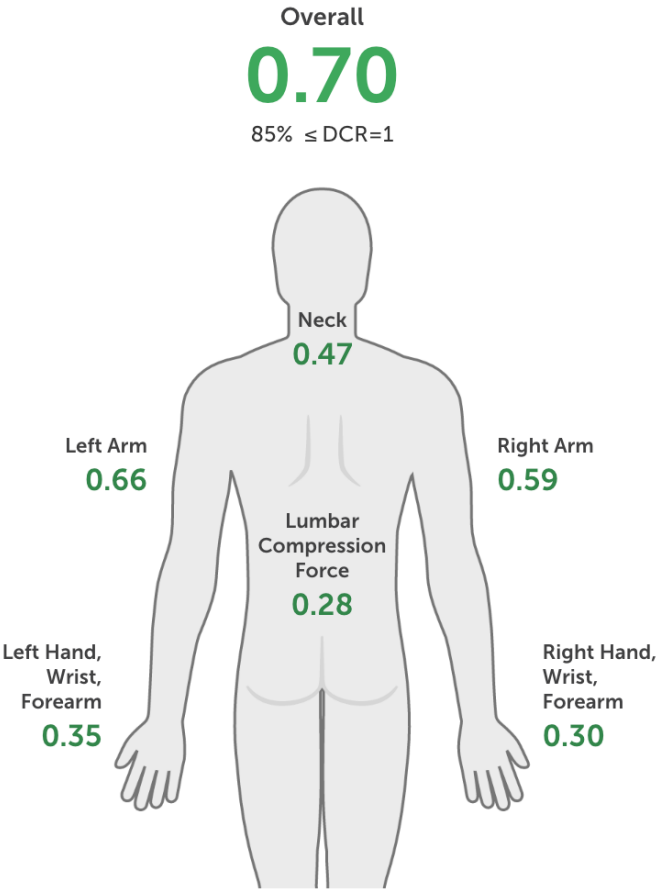 Overall
0.70
85% ≤ DCR=1
Neck
0.47
Left Arm
0.66
Right Arm
0.59
Lumbar
Compression
Force
0.28
Left Hand,
Wrist,
Forearm
0.35
Right Hand,
Wrist,
Forearm
0.30